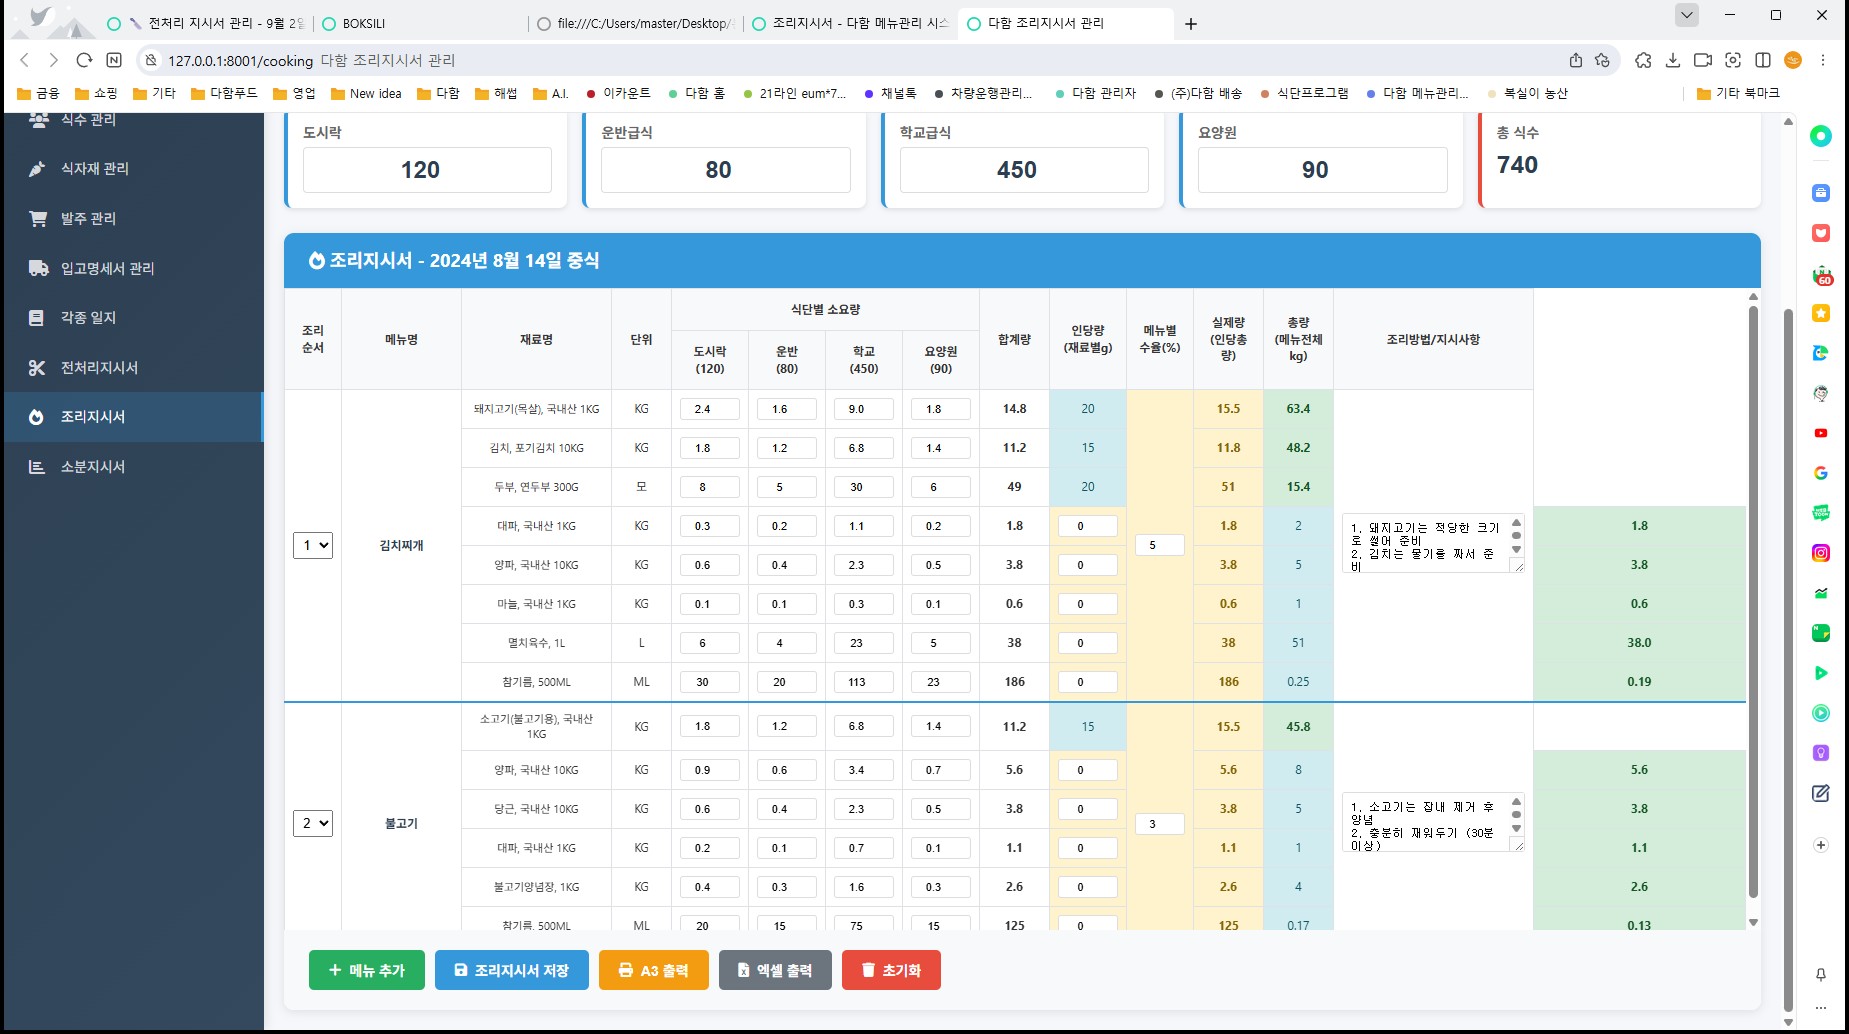 전처리 지시서 관리 - 9월 2일
BOKSILI
file:///C:/Users/master/Desktop/
조리지시서 - 다함 메뉴관리 시스
다함 조리지시서 관리
127.0.0.1:8001/cooking 다함 조리지시서 관리
금융 쇼핑 기타 다함푸드 영업 New idea 다함 해썹 A.I. 이카운트 다함 홈 21라인 eum*7... 채널톡 차량운행관리... 다함 관리자 (주)다함 배송 식단프로그램 다함 메뉴관리... 복실이 농산 기타 북마크
식수 관리
식자재 관리
발주 관리
입고명세서 관리
각종 일지
전처리지시서
조리지시서
소분지시서
도시락 운반급식 학교급식 요양원 총 식수
120 80 450 90 740
조리지시서 - 2024년 8월 14일 중식
조리 순서 메뉴명 재료명 단위 식단별 소요량 합계량 인당량 (재료별g) 메뉴별 수율(%) 실제량 (인당총량) 총량 (메뉴전체 kg) 조리방법/지시사항
도시락 (120) 운반 (80) 학교 (450) 요양원 (90)
돼지고기(목살), 국내산 1KG KG 2.4 1.6 9.0 1.8 14.8 20 15.5 63.4
김치, 포기김치 10KG KG 1.8 1.2 6.8 1.4 11.2 15 11.8 48.2
두부, 연두부 300G 모 8 5 30 6 49 20 51 15.4
대파, 국내산 1KG KG 0.3 0.2 1.1 0.2 1.8 0 1.8 2 1.8
1 김치찌개 5
1. 돼지고기는 적당한 크기
로 썰어 준비
2. 김치는 물기를 짜서 준
비
양파, 국내산 10KG KG 0.6 0.4 2.3 0.5 3.8 0 3.8 5 3.8
마늘, 국내산 1KG KG 0.1 0.1 0.3 0.1 0.6 0 0.6 1 0.6
멸치육수, 1L L 6 4 23 5 38 0 38 51 38.0
참기름, 500ML ML 30 20 113 23 186 0 186 0.25 0.19
소고기(불고기용), 국내산 1KG KG 1.8 1.2 6.8 1.4 11.2 15 15.5 45.8
양파, 국내산 10KG KG 0.9 0.6 3.4 0.7 5.6 0 5.6 8 5.6
당근, 국내산 10KG KG 0.6 0.4 2.3 0.5 3.8 0 3.8 5 3.8
2 불고기 3
1. 소고기는 잡내 제거 후
양념
2. 충분히 재워두기 (30분
이상)
대파, 국내산 1KG KG 0.2 0.1 0.7 0.1 1.1 0 1.1 1 1.1
불고기양념장, 1KG KG 0.4 0.3 1.6 0.3 2.6 0 2.6 4 2.6
참기름, 500ML ML 20 15 75 15 125 0 125 0.17 0.13
메뉴 추가 조리지시서 저장 A3 출력 엑셀 출력 초기화
60